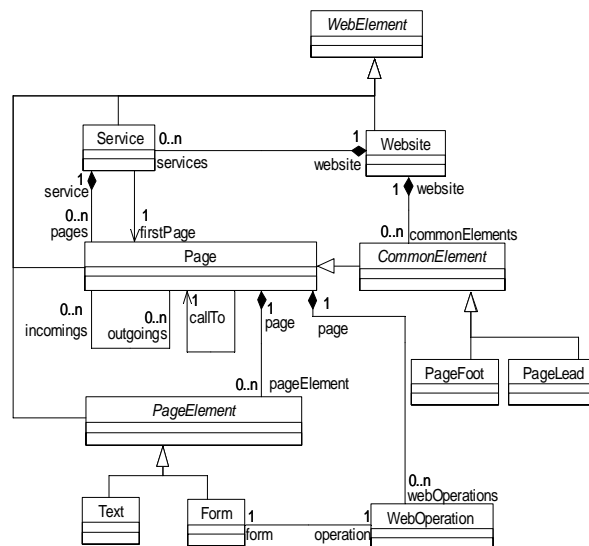 WebElement
Service
0..n
services
1
website
Website
1
service
1
website
0..n
pages
1
firstPage
0..n
commonElements
Page
CommonElement
0..n
incomings
0..n
outgoings
1
callTo
1
page
1
page
PageFoot
PageLead
0..n
pageElement
PageElement
0..n
webOperations
Text
Form
1
form
1
operation
WebOperation